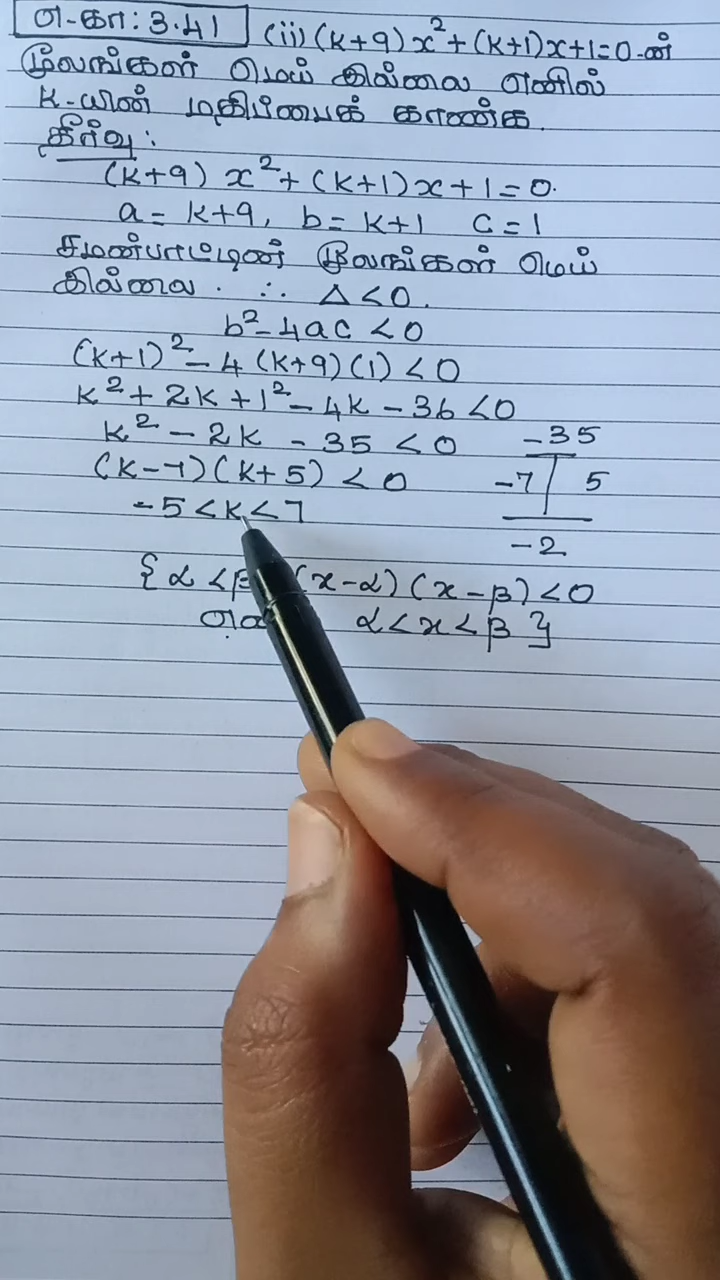 எ.கா: 3.41 (ii) (k+9)x²+(k+1)x+1=0-ன்
மூலங்கள் மெய் இல்லை எனில்
k-யின் மதிப்பைக் காண்க.
தீர்வு:
(k+9)x²+(k+1)x+1=0.
a=k+9, b=k+1 c=1
சமன்பாட்டின் மூலங்கள் மெய்
இல்லை. ∴ Δ<0.
b²-4ac<0
(k+1)²-4(k+9)(1)<0
k²+2k+1²-4k-36<0
k²-2k-35<0
(k-7)(k+5)<0
-5<k<7
-35
-7 5
-2
{α<β (x-α)(x-β)<0
α<x<β}